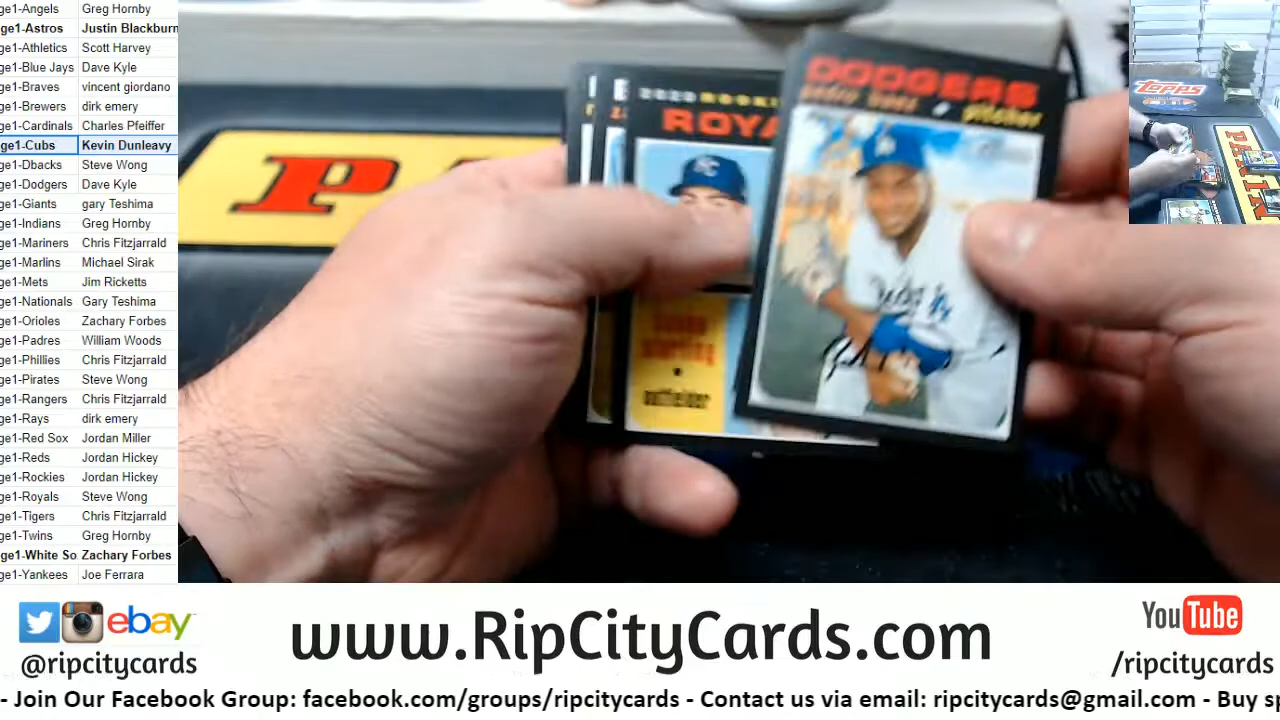 ge1-Angels Greg Hornby
ge1-Astros Justin Blackburn
ge1-Athletics Scott Harvey
ge1-Blue Jays Dave Kyle
ge1-Braves vincent giordano
ge1-Brewers dirk emery
ge1-Cardinals Charles Pfeiffer
ge1-Cubs Kevin Dunleavy
ge1-Dbacks Steve Wong
ge1-Dodgers Dave Kyle
ge1-Giants gary Teshima
ge1-Indians Greg Hornby
ge1-Mariners Chris Fitzjarrald
ge1-Marlins Michael Sirak
ge1-Mets Jim Ricketts
ge1-Nationals Gary Teshima
ge1-Orioles Zachary Forbes
ge1-Padres William Woods
ge1-Phillies Chris Fitzjarrald
ge1-Pirates Steve Wong
ge1-Rangers Chris Fitzjarrald
ge1-Rays dirk emery
ge1-Red Sox Jordan Miller
ge1-Reds Jordan Hickey
ge1-Rockies Jordan Hickey
ge1-Royals Steve Wong
ge1-Tigers Chris Fitzjarrald
ge1-Twins Greg Hornby
ge1-White So Zachary Forbes
ge1-Yankees Joe Ferrara
P
2020 ROOKI
ROYA
bubba
starling
outfielder
DODGERS
pitcher
topps
PANIN
ebay
@ripcitycards
www.RipCityCards.com
YouTube
/ripcitycards
- Join Our Facebook Group: facebook.com/groups/ripcitycards - Contact us via email: ripcitycards@gmail.com - Buy sp